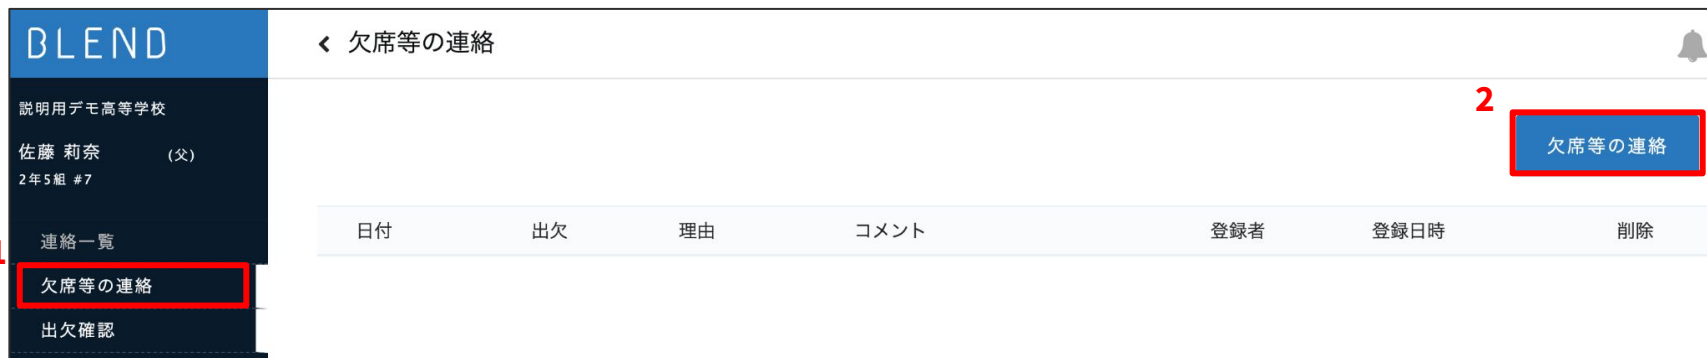 BLEND
‹ 欠席等の連絡
説明用デモ高等学校
佐藤 莉奈 (父)
2年5組 #7
連絡一覧
1
欠席等の連絡
出欠確認
2
欠席等の連絡
日付 出欠 理由 コメント 登録者 登録日時 削除